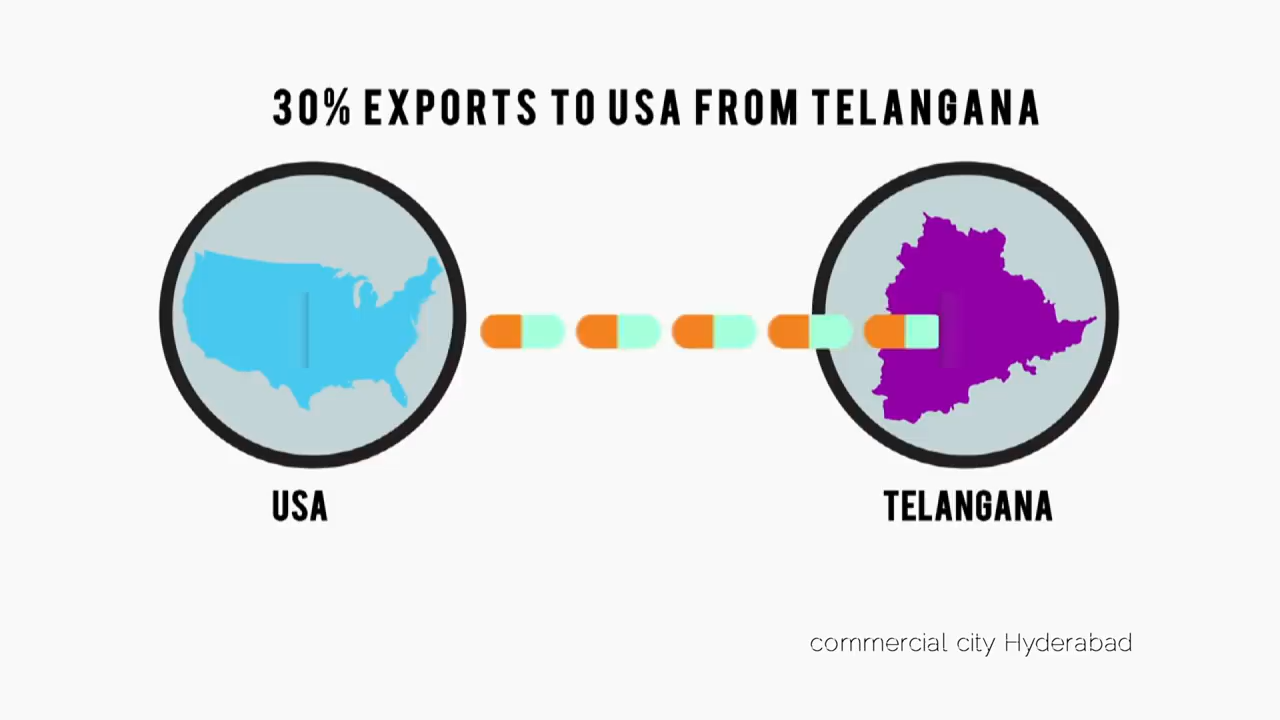 30% EXPORTS TO USA FROM TELANGANA
USA
TELANGANA
commercial city Hyderabad